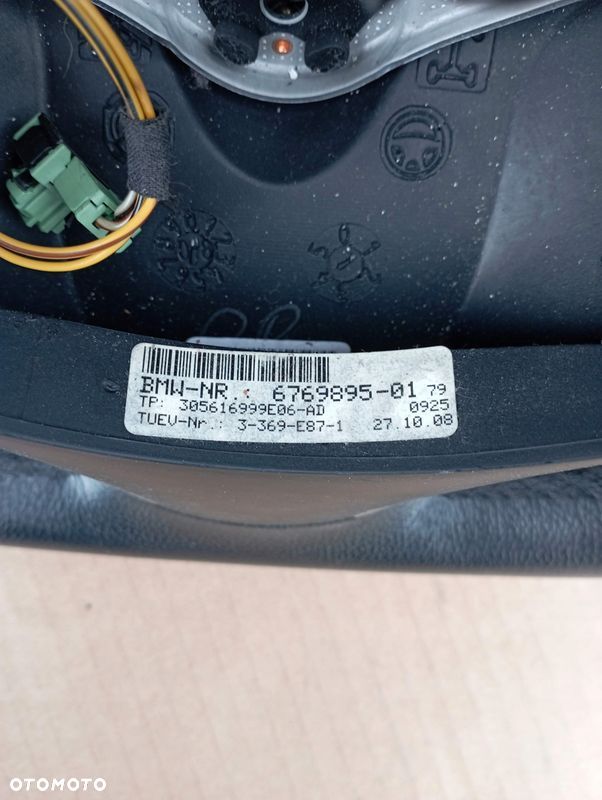 BMW-NR.: 6769895-01 79
TP: 305616999E06-AD 0925
TUEV-Nr.: 3-369-E87-1 27.10.08
OTOMOTO